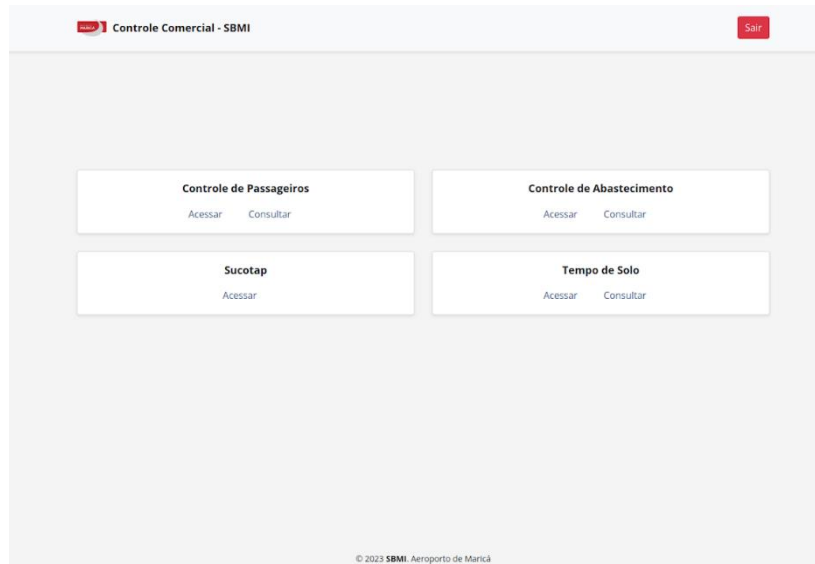 Controle Comercial - SBMI
Sair
Controle de Passageiros
Acessar Consultar
Controle de Abastecimento
Acessar Consultar
Sucotap
Acessar
Tempo de Solo
Acessar Consultar
© 2023 SBMI. Aeroporto de Maricá